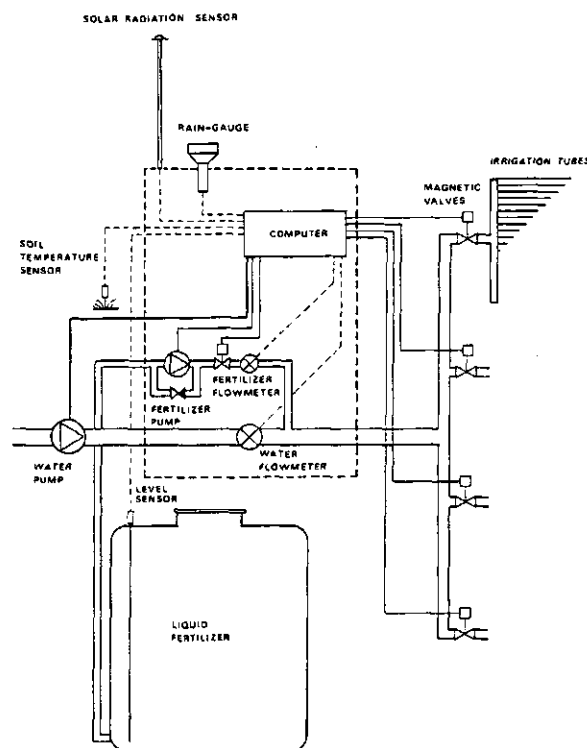 SOLAR RADIATION SENSOR
RAIN-GAUGE
IRRIGATION TUBES
MAGNETIC
VALVES
COMPUTER
SOIL
TEMPERATURE
SENSOR
FERTILIZER
FLOWMETER
FERTILIZER
PUMP
WATER
PUMP
WATER
FLOWMETER
LEVEL
SENSOR
LIQUID
FERTILIZER